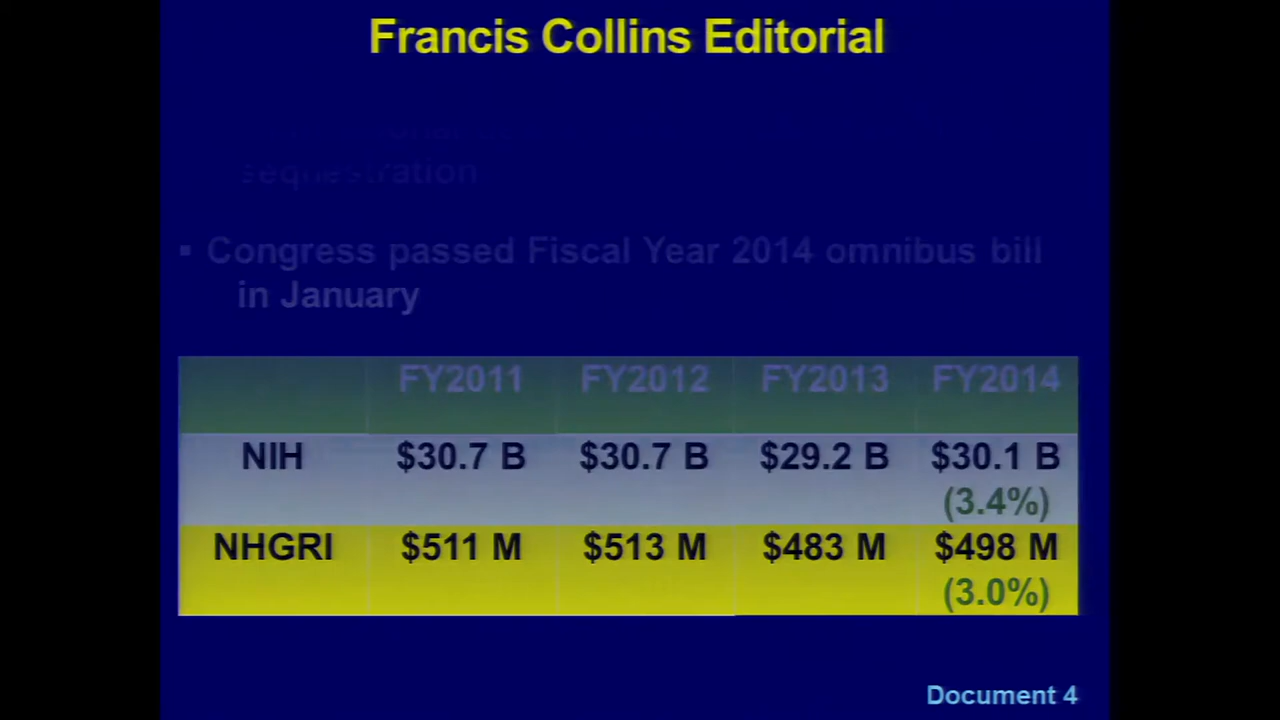 Francis Collins Editorial
sequestration
▪ Congress passed Fiscal Year 2014 omnibus bill
in January
FY2011 FY2012 FY2013 FY2014
NIH $30.7 B $30.7 B $29.2 B $30.1 B
(3.4%)
NHGRI $511 M $513 M $483 M $498 M
(3.0%)
Document 4